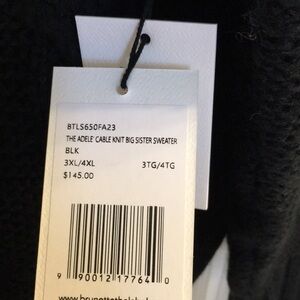 BTLS650FA23
THE ADELE' CABLE KNIT BIG SISTER SWEATER
BLK
3XL/4XL 3TG/4TG
$145.00
9 90012 17764 0